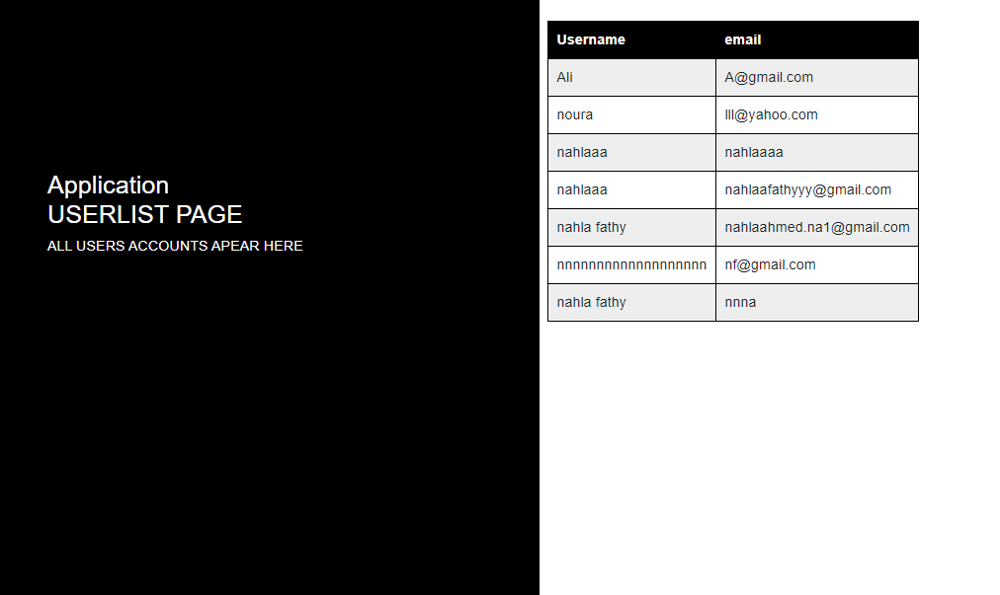 Application
USERLIST PAGE
ALL USERS ACCOUNTS APEAR HERE
Username email
Ali A@gmail.com
noura lll@yahoo.com
nahlaaa nahlaaaa
nahlaaa nahlaafathyyy@gmail.com
nahla fathy nahlaahmed.na1@gmail.com
nnnnnnnnnnnnnnnnnnn nf@gmail.com
nahla fathy nnna